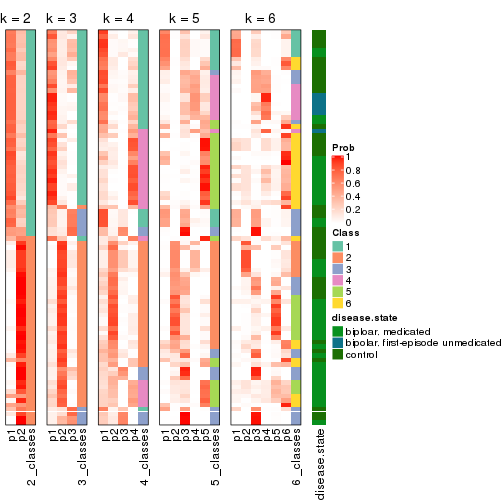 k = 2
k = 3
k = 4
k = 5
k = 6
p1
p2
2_classes
p1
p2
p3
3_classes
p1
p2
p3
p4
4_classes
p1
p2
p3
p4
p5
5_classes
p1
p2
p3
p4
p5
p6
6_classes
disease.state
Prob
1
0.8
0.6
0.4
0.2
0
Class
1
2
3
4
5
6
disease.state
biploar, medicated
bipolar, first-episode unmedicated
control